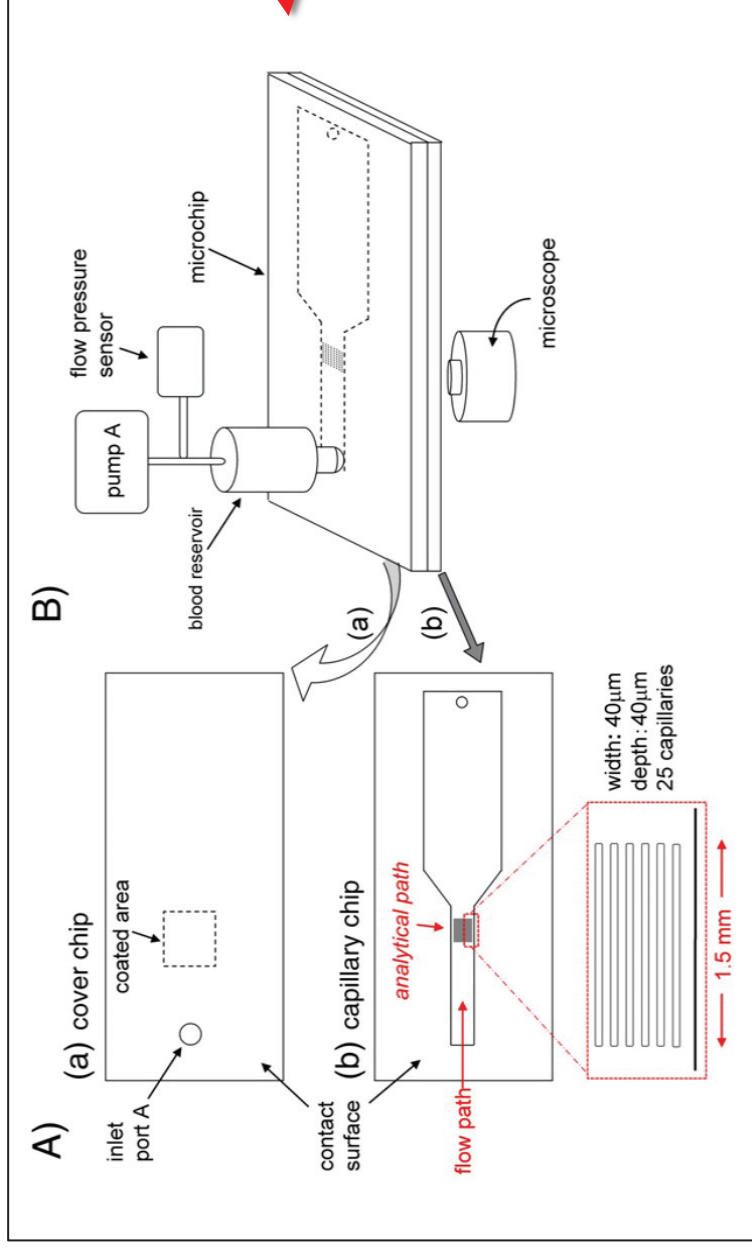 A)
(a) cover chip
inlet
port A
coated area
contact
surface
(b) capillary chip
analytical path
flow path
width: 40μm
depth: 40μm
25 capillaries
1.5 mm
B)
pump A
flow pressure
sensor
microchip
blood reservoir
(a)
(b)
microscope